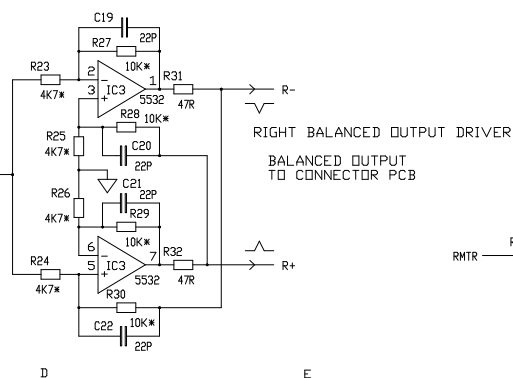 C19
22P
R27
10K*
R23
4K7*
2
3
1
IC3
5532
R31
47R
R-
R28
10K*
C20
22P
RIGHT BALANCED OUTPUT DRIVER
BALANCED OUTPUT
TO CONNECTOR PCB
R25
4K7*
R26
4K7*
C21
22P
R29
10K*
6
5
7
IC3
5532
R32
47R
R+
R24
4K7*
R30
10K*
C22
22P
RMTR
R
D
E